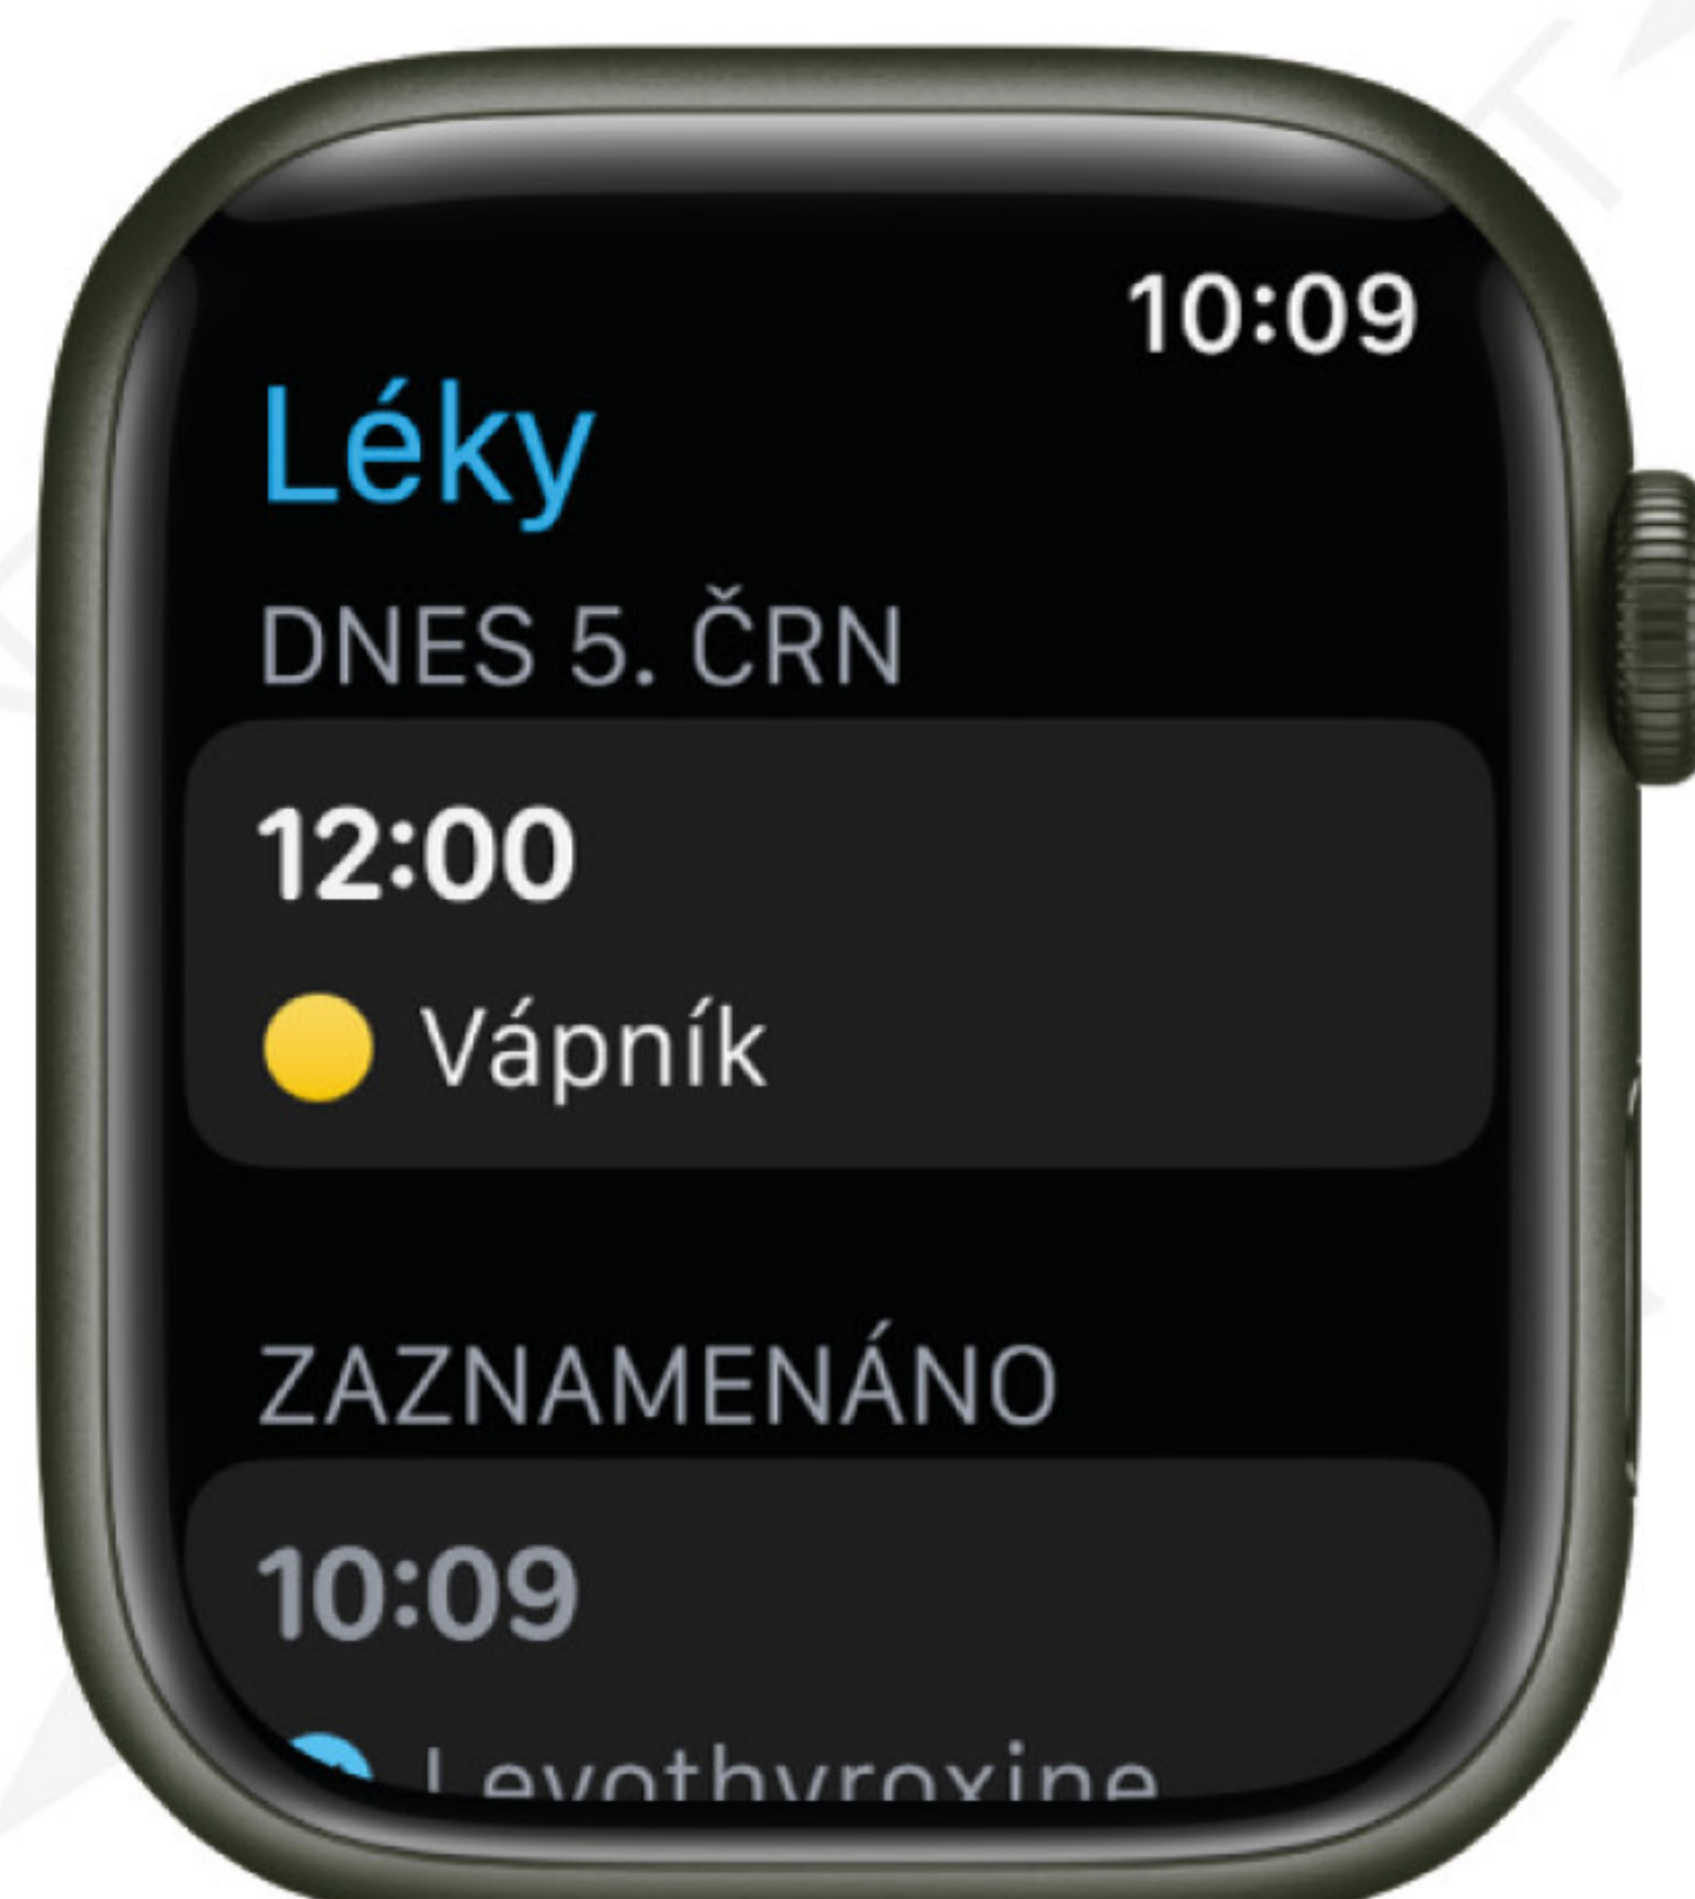 10:09
Léky
DNES 5. ČRN
12:00
Vápník
ZAZNAMENÁNO
10:09
Levothyroxine